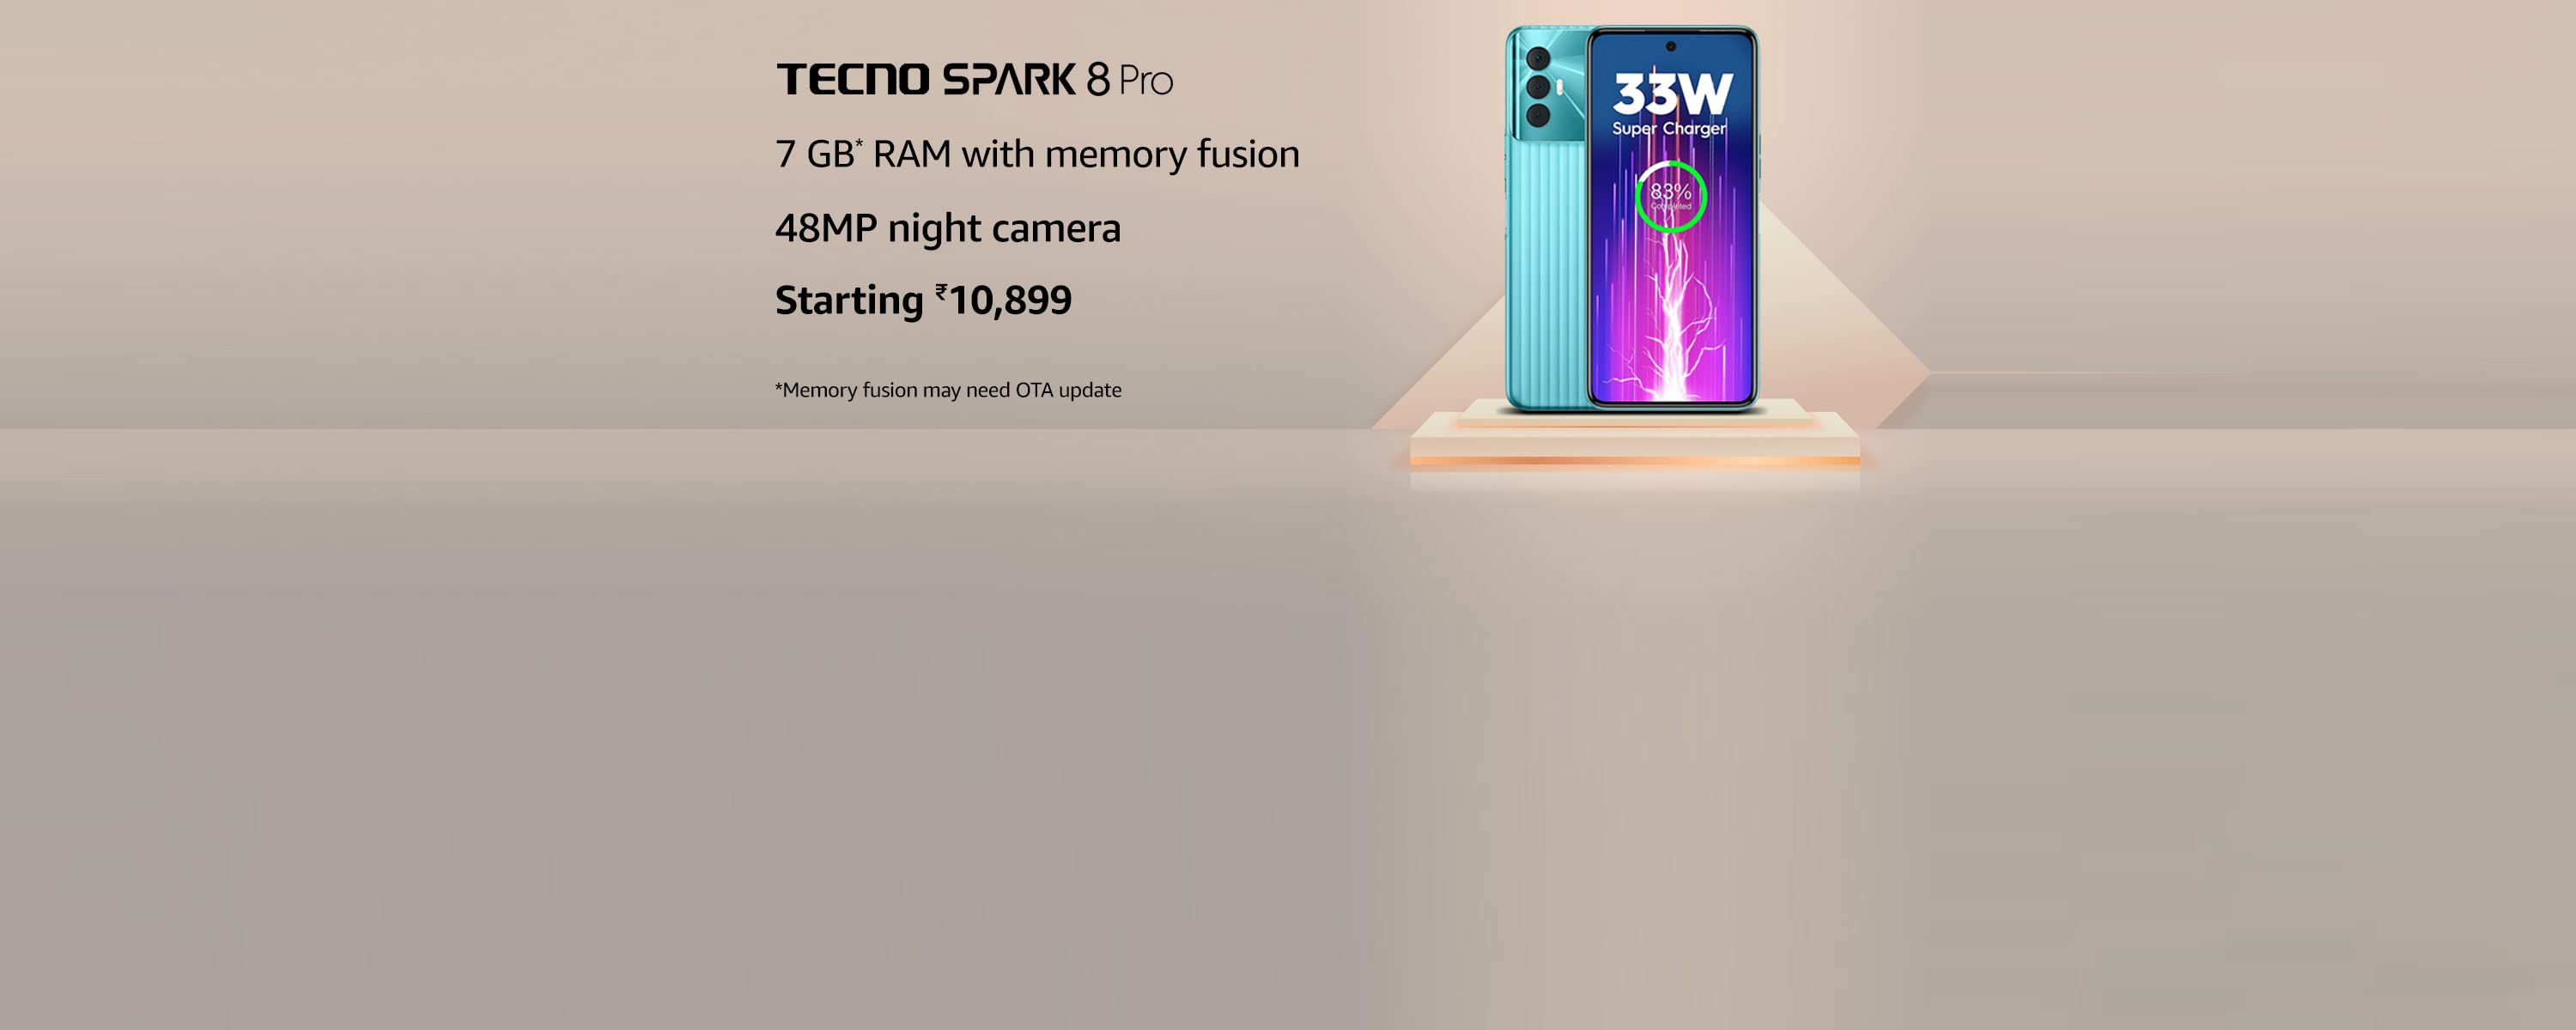 TECNO SPARK 8 Pro
7 GB* RAM with memory fusion
48MP night camera
Starting ₹10,899
*Memory fusion may need OTA update
33W
Super Charger
83%
Completed